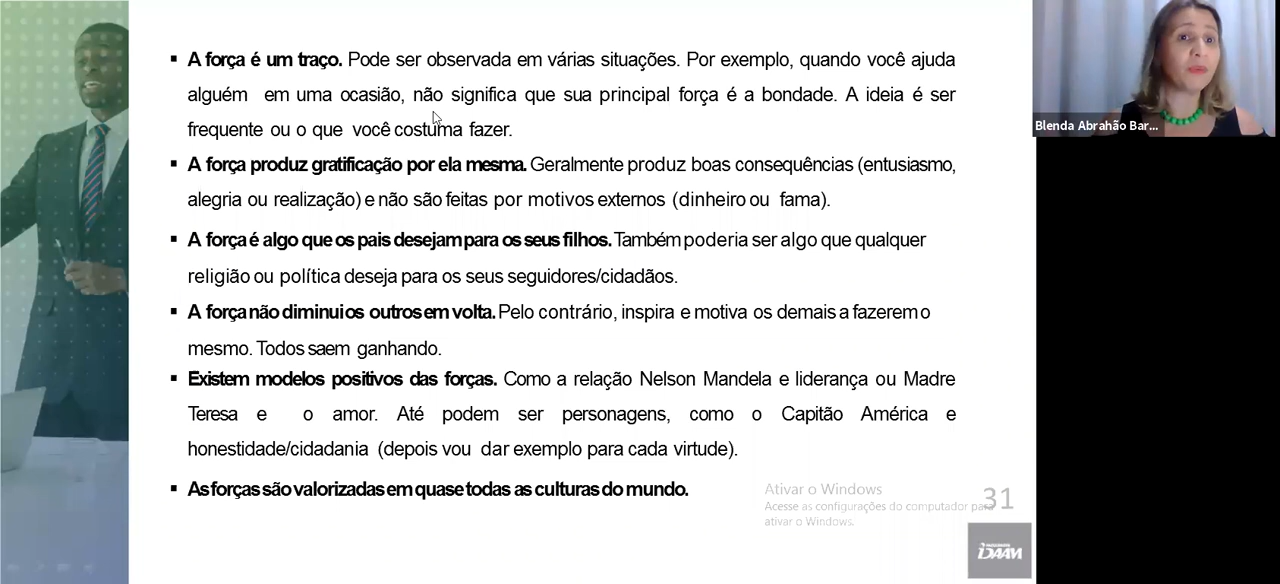 ▪ A força é um traço. Pode ser observada em várias situações. Por exemplo, quando você ajuda
alguém em uma ocasião, não significa que sua principal força é a bondade. A ideia é ser
frequente ou o que você costuma fazer.
▪ A força produz gratificação por ela mesma. Geralmente produz boas consequências (entusiasmo,
alegria ou realização) e não são feitas por motivos externos (dinheiro ou fama).
▪ A força é algo que os pais desejam para os seus filhos. Também poderia ser algo que qualquer
religião ou política deseja para os seus seguidores/cidadãos.
▪ A força não diminui os outros em volta. Pelo contrário, inspira e motiva os demais a fazerem o
mesmo. Todos saem ganhando.
▪ Existem modelos positivos das forças. Como a relação Nelson Mandela e liderança ou Madre
Teresa e o amor. Até podem ser personagens, como o Capitão América e
honestidade/cidadania (depois vou dar exemplo para cada virtude).
▪ As forças são valorizadas em quase todas as culturas do mundo.
Ativar o Windows
Acesse as configurações do computador para
ativar o Windows.
31
DAAM
Blenda Abrahão Bar...